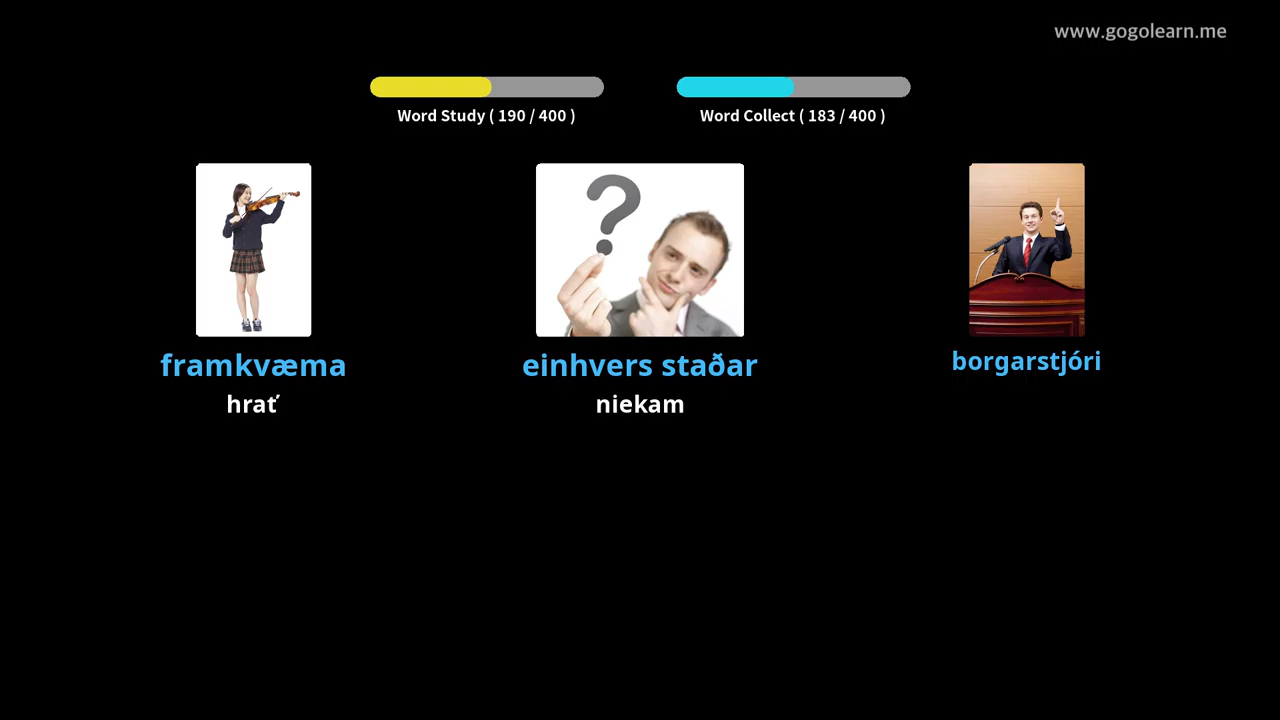 www.gogolearn.me
Word Study ( 190 / 400 )
Word Collect ( 183 / 400 )
framkvæma
hrať
einhvers staðar
niekam
borgarstjóri